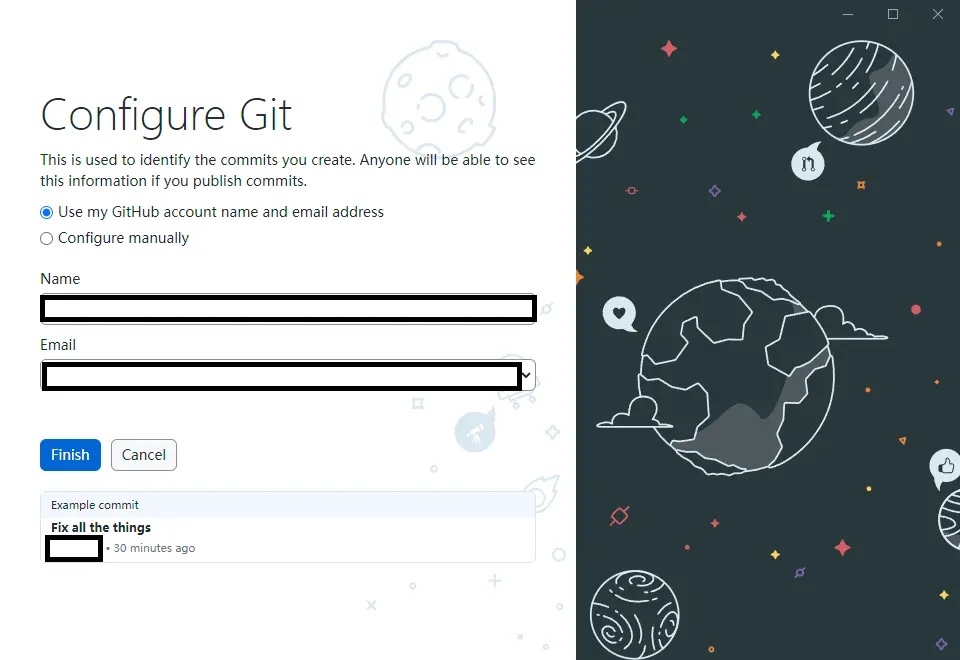 Configure Git
This is used to identify the commits you create. Anyone will be able to see
this information if you publish commits.
Use my GitHub account name and email address
Configure manually
Name
Email
Finish
Cancel
Example commit
Fix all the things
• 30 minutes ago